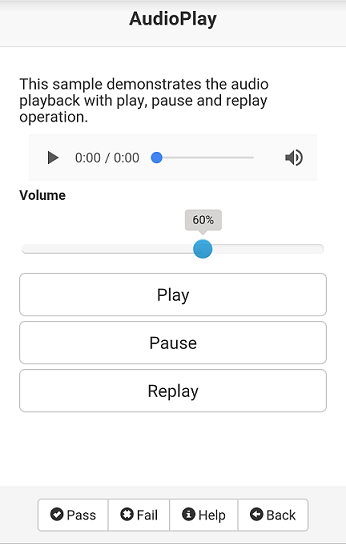 AudioPlay
This sample demonstrates the audio
playback with play, pause and replay
operation.
0:00 / 0:00
Volume
60%
Play
Pause
Replay
Pass Fail Help Back